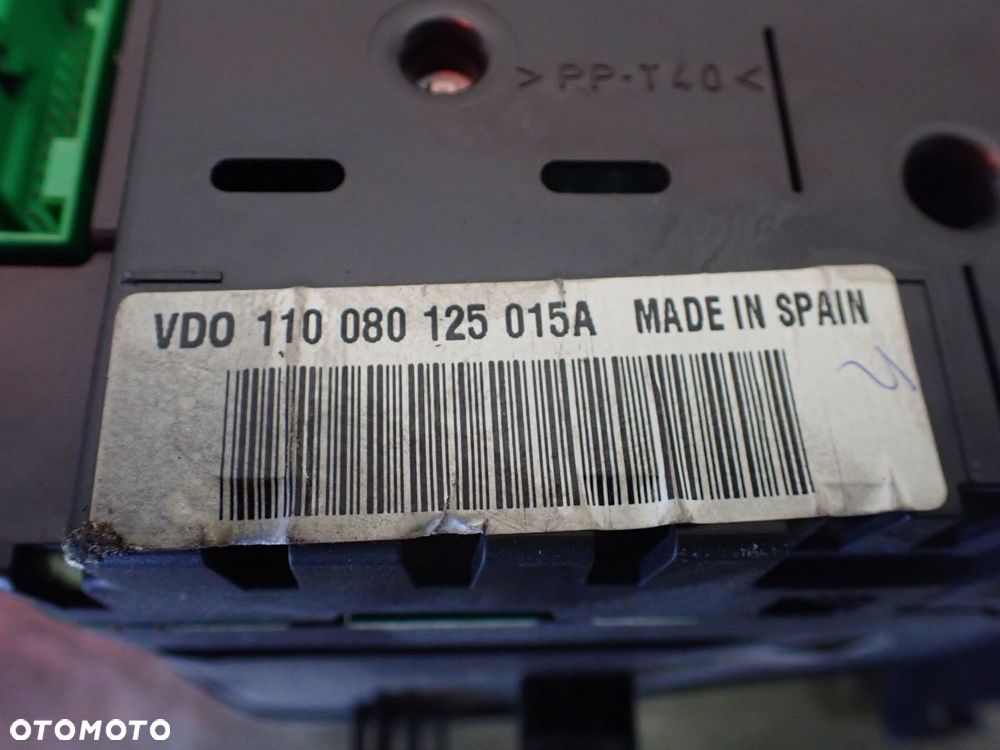 >PP-T40<
VDO 110 080 125 015A MADE IN SPAIN
OTOMOTO